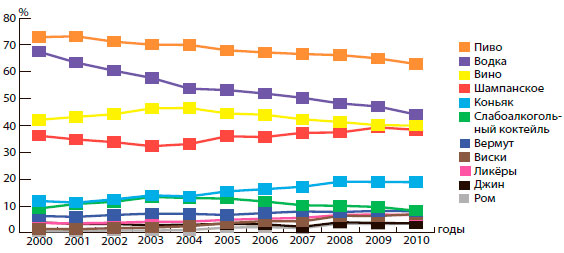 %
80
70
60
50
40
30
20
10
0
2000 2001 2002 2003 2004 2005 2006 2007 2008 2009 2010 годы
Пиво
Водка
Вино
Шампанское
Коньяк
Слабоалкоголь-
ный коктейль
Вермут
Виски
Ликёры
Джин
Ром